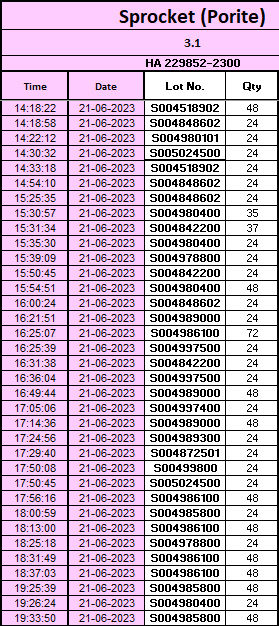 Sprocket (Porite)
3.1
HA 229852-2300
Time Date Lot No. Qty
14:18:22 21-06-2023 S004518902 48
14:18:58 21-06-2023 S004848602 24
14:22:12 21-06-2023 S004980101 24
14:30:32 21-06-2023 S005024500 24
14:33:18 21-06-2023 S004518902 24
14:54:10 21-06-2023 S004848602 24
15:25:35 21-06-2023 S004848602 24
15:30:57 21-06-2023 S004980400 35
15:31:34 21-06-2023 S004842200 37
15:35:30 21-06-2023 S004980400 24
15:39:09 21-06-2023 S004978800 24
15:50:45 21-06-2023 S004842200 24
15:54:51 21-06-2023 S004980400 48
16:00:24 21-06-2023 S004848602 24
16:21:51 21-06-2023 S004989000 24
16:25:07 21-06-2023 S004986100 72
16:25:39 21-06-2023 S004997500 24
16:31:38 21-06-2023 S004842200 24
16:36:04 21-06-2023 S004997500 24
16:49:44 21-06-2023 S004989000 48
17:05:06 21-06-2023 S004997400 24
17:14:36 21-06-2023 S004989000 48
17:24:56 21-06-2023 S004989300 24
17:29:40 21-06-2023 S004872501 24
17:50:08 21-06-2023 S00499800 24
17:50:45 21-06-2023 S005024500 24
17:56:16 21-06-2023 S004986100 48
18:00:59 21-06-2023 S004985800 24
18:13:00 21-06-2023 S004986100 48
18:25:18 21-06-2023 S004978800 24
18:31:49 21-06-2023 S004986100 48
18:37:03 21-06-2023 S004986100 48
19:25:39 21-06-2023 S004985800 48
19:26:24 21-06-2023 S004980400 24
19:33:50 21-06-2023 S004985800 48